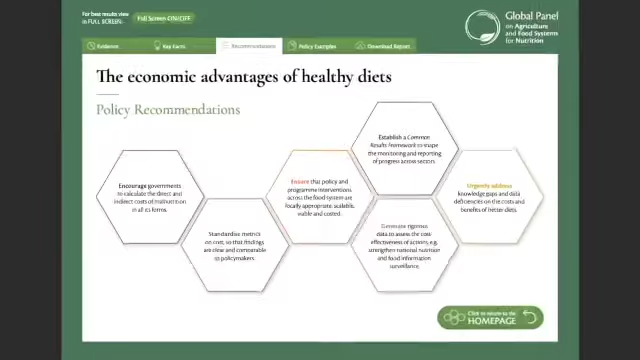 For best results view
in FULL SCREEN:
Full Screen ON/OFF
Global Panel
on Agriculture
and Food Systems
for Nutrition
Evidence
Key Facts
Recommendations
Policy Examples
Download Report
The economic advantages of healthy diets
Policy Recommendations
Encourage governments
to calculate the direct and
indirect costs of malnutrition
in all its forms.
Standardise metrics
on cost, so that findings
are clear and comparable
to policymakers.
Ensure that policy and
programme interventions
across the food system are
locally appropriate, scalable,
viable and costed.
Establish a Common
Results Framework to shape
the monitoring and reporting
of progress across sectors.
Generate rigorous
data to assess the cost
effectiveness of actions, e.g.
strengthen national nutrition
and food information
surveillance.
Urgently address
knowledge gaps and data
deficiencies on the costs and
benefits of better diets.
Click to return to the
HOMEPAGE